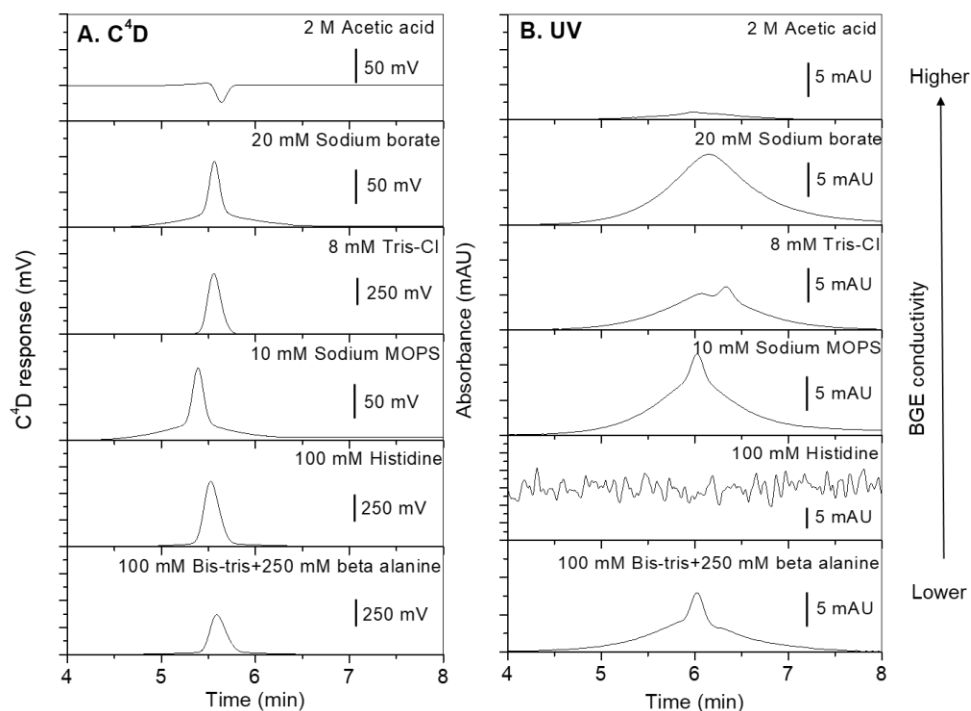 A. C⁴D
2 M Acetic acid
50 mV
20 mM Sodium borate
50 mV
8 mM Tris-Cl
250 mV
10 mM Sodium MOPS
50 mV
100 mM Histidine
250 mV
100 mM Bis-tris+250 mM beta alanine
250 mV
C⁴D response (mV)
4 5 6 7 8
Time (min)
B. UV
2 M Acetic acid
5 mAU
20 mM Sodium borate
5 mAU
8 mM Tris-Cl
5 mAU
10 mM Sodium MOPS
5 mAU
100 mM Histidine
5 mAU
100 mM Bis-tris+250 mM beta alanine
5 mAU
Absorbance (mAU)
4 5 6 7 8
Time (min)
Higher
BGE conductivity
Lower